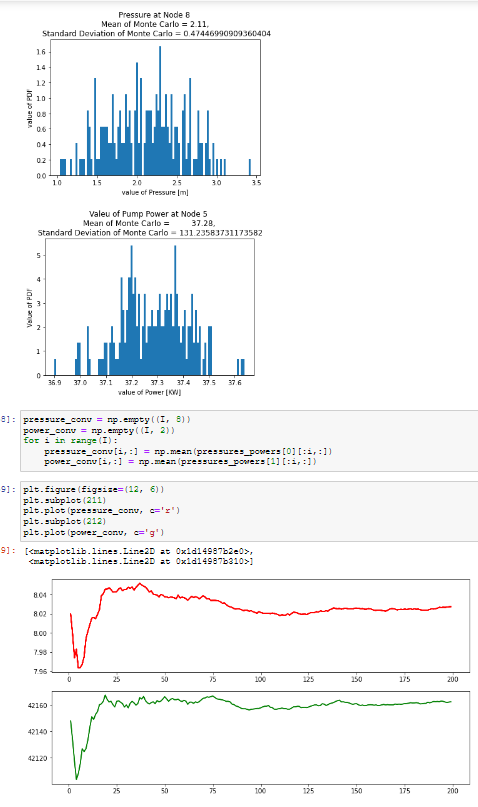 Pressure at Node 8
Mean of Monte Carlo = 2.11,
Standard Deviation of Monte Carlo = 0.47446990909360404
value of PDF
1.6
1.4
1.2
1.0
0.8
0.6
0.4
0.2
0.0
1.0 1.5 2.0 2.5 3.0 3.5
value of Pressure [m]
Valeu of Pump Power at Node 5
Mean of Monte Carlo = 37.28,
Standard Deviation of Monte Carlo = 131.23583731173582
Value of PDF
5
4
3
2
1
0
36.9 37.0 37.1 37.2 37.3 37.4 37.5 37.6
value of Power [KW]
8]: pressure_conv = np.empty((I, 8))
power_conv = np.empty((I, 2))
for i in range(I):
pressure_conv[i,:] = np.mean(pressures_powers[0][:i,:])
power_conv[i,:] = np.mean(pressures_powers[1][:i,:])
9]: plt.figure(figsize=(12, 6))
plt.subplot(211)
plt.plot(pressure_conv, c='r')
plt.subplot(212)
plt.plot(power_conv, c='g')
9]: [<matplotlib.lines.Line2D at 0x1d14987b2e0>,
<matplotlib.lines.Line2D at 0x1d14987b310>]
8.04
8.02
8.00
7.98
7.96
0 25 50 75 100 125 150 175 200
42160
42140
42120
0 25 50 75 100 125 150 175 200